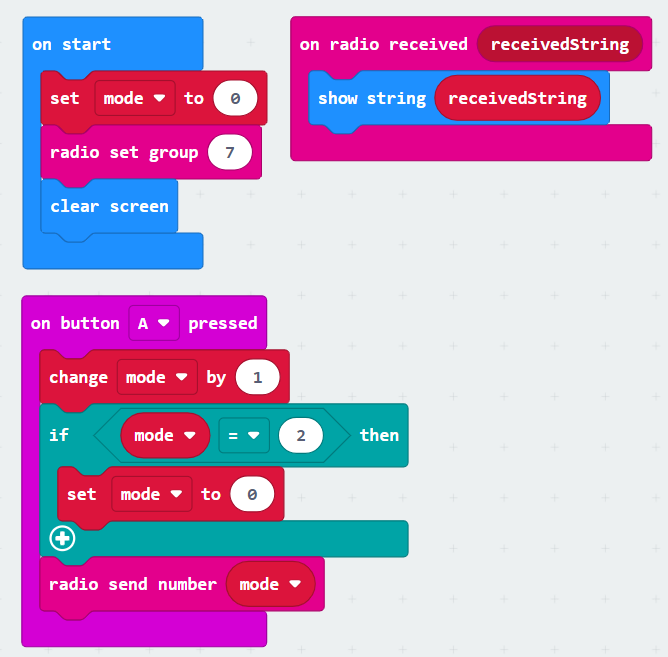 on start
set mode to 0
radio set group 7
clear screen
on radio received receivedString
show string receivedString
on button A pressed
change mode by 1
if mode = 2 then
set mode to 0
radio send number mode